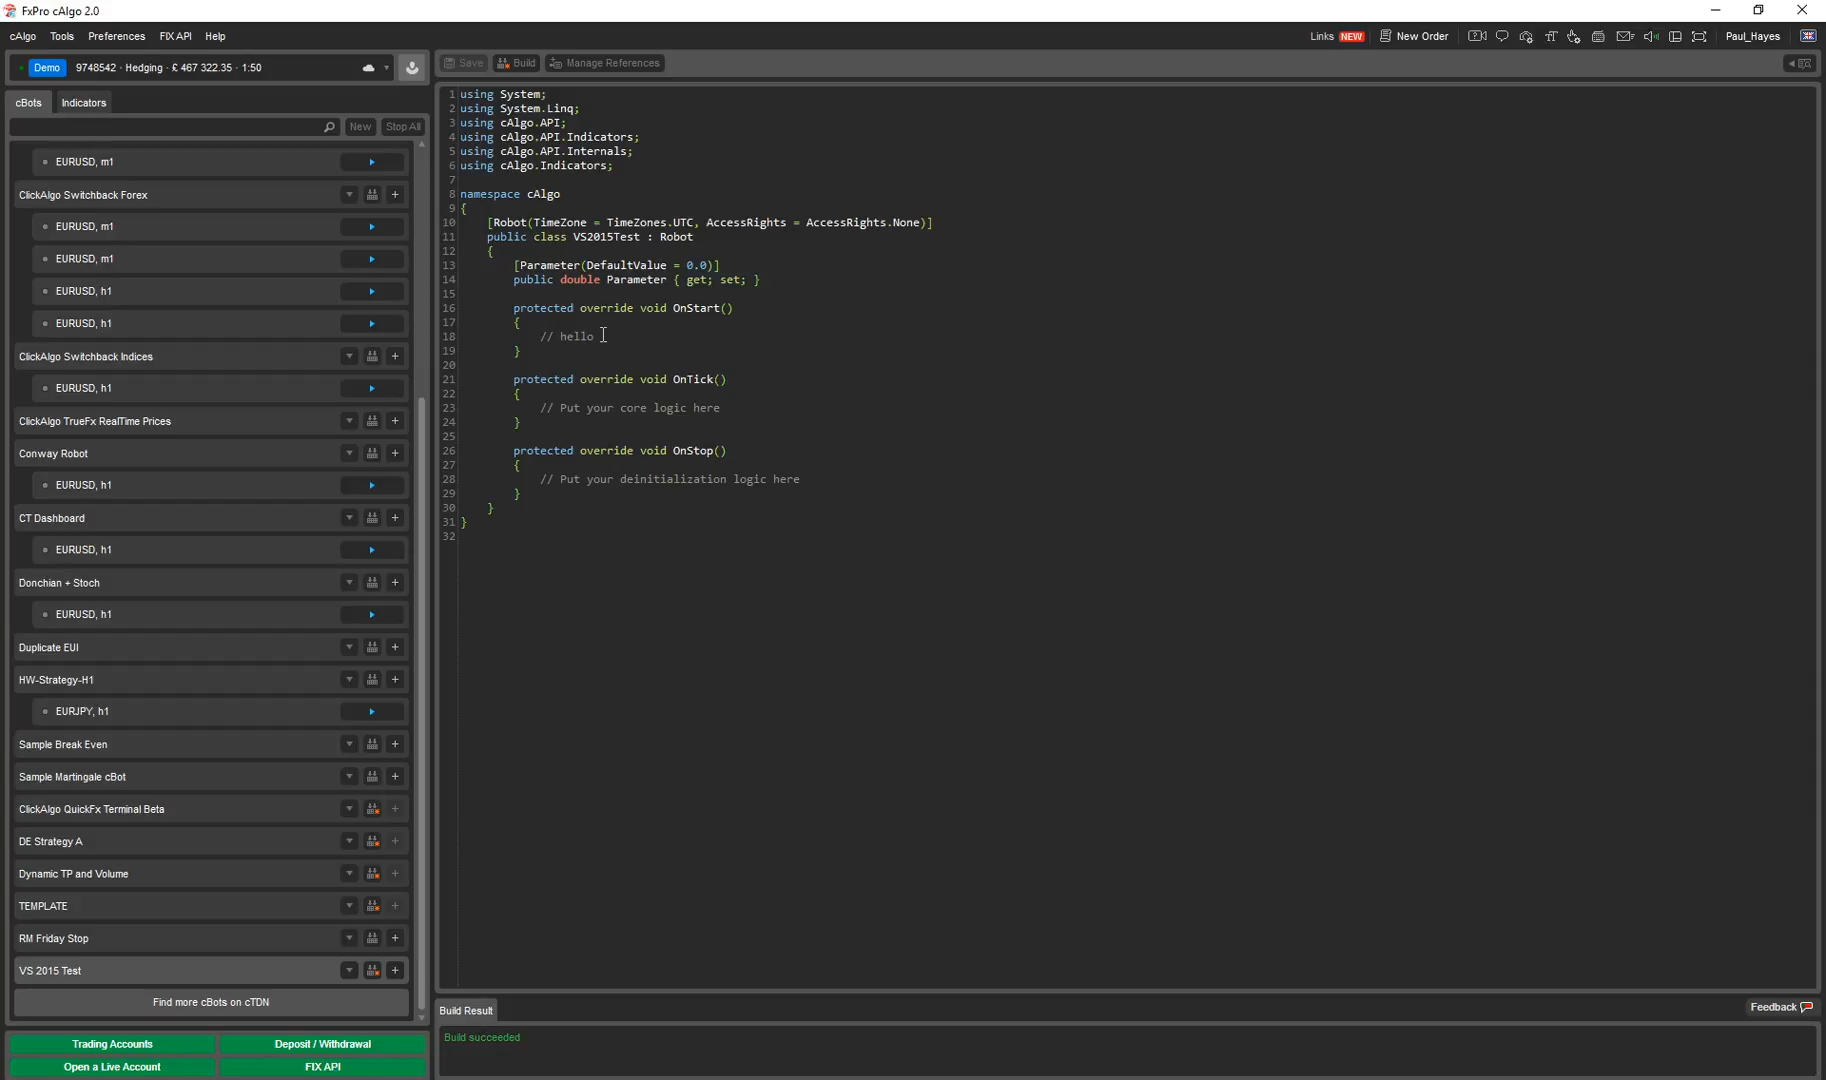 FxPro cAlgo 2.0
cAlgo Tools Preferences FIX API Help
Links NEW New Order Paul_Hayes
Demo 9748542 · Hedging · £ 467 322.35 · 1:50
Save Build Manage References
cBots Indicators
New Stop All
EURUSD, m1
ClickAlgo Switchback Forex
EURUSD, m1
EURUSD, m1
EURUSD, h1
EURUSD, h1
ClickAlgo Switchback Indices
EURUSD, h1
ClickAlgo TrueFx RealTime Prices
Conway Robot
EURUSD, h1
CT Dashboard
EURUSD, h1
Donchian + Stoch
EURUSD, h1
Duplicate EUI
HW-Strategy-H1
EURJPY, h1
Sample Break Even
Sample Martingale cBot
ClickAlgo QuickFx Terminal Beta
DE Strategy A
Dynamic TP and Volume
TEMPLATE
RM Friday Stop
VS 2015 Test
Find more cBots on cTDN
Trading Accounts Deposit / Withdrawal
Open a Live Account FIX API
1 using System;
2 using System.Linq;
3 using cAlgo.API;
4 using cAlgo.API.Indicators;
5 using cAlgo.API.Internals;
6 using cAlgo.Indicators;
7
8 namespace cAlgo
9 {
10 [Robot(TimeZone = TimeZones.UTC, AccessRights = AccessRights.None)]
11 public class VS2015Test : Robot
12 {
13 [Parameter(DefaultValue = 0.0)]
14 public double Parameter { get; set; }
15
16 protected override void OnStart()
17 {
18 // hello
19 }
20
21 protected override void OnTick()
22 {
23 // Put your core logic here
24 }
25
26 protected override void OnStop()
27 {
28 // Put your deinitialization logic here
29 }
30 }
31 }
32
Build Result
Feedback
Build succeeded